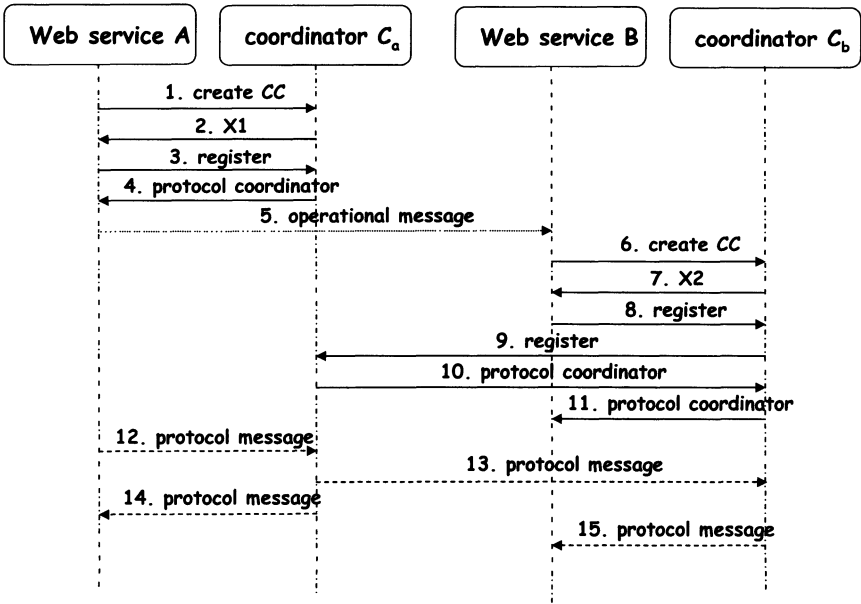 Web service A
coordinator Ca
Web service B
coordinator Cb
1. create CC
2. X1
3. register
4. protocol coordinator
5. operational message
6. create CC
7. X2
8. register
9. register
10. protocol coordinator
11. protocol coordinator
12. protocol message
13. protocol message
14. protocol message
15. protocol message